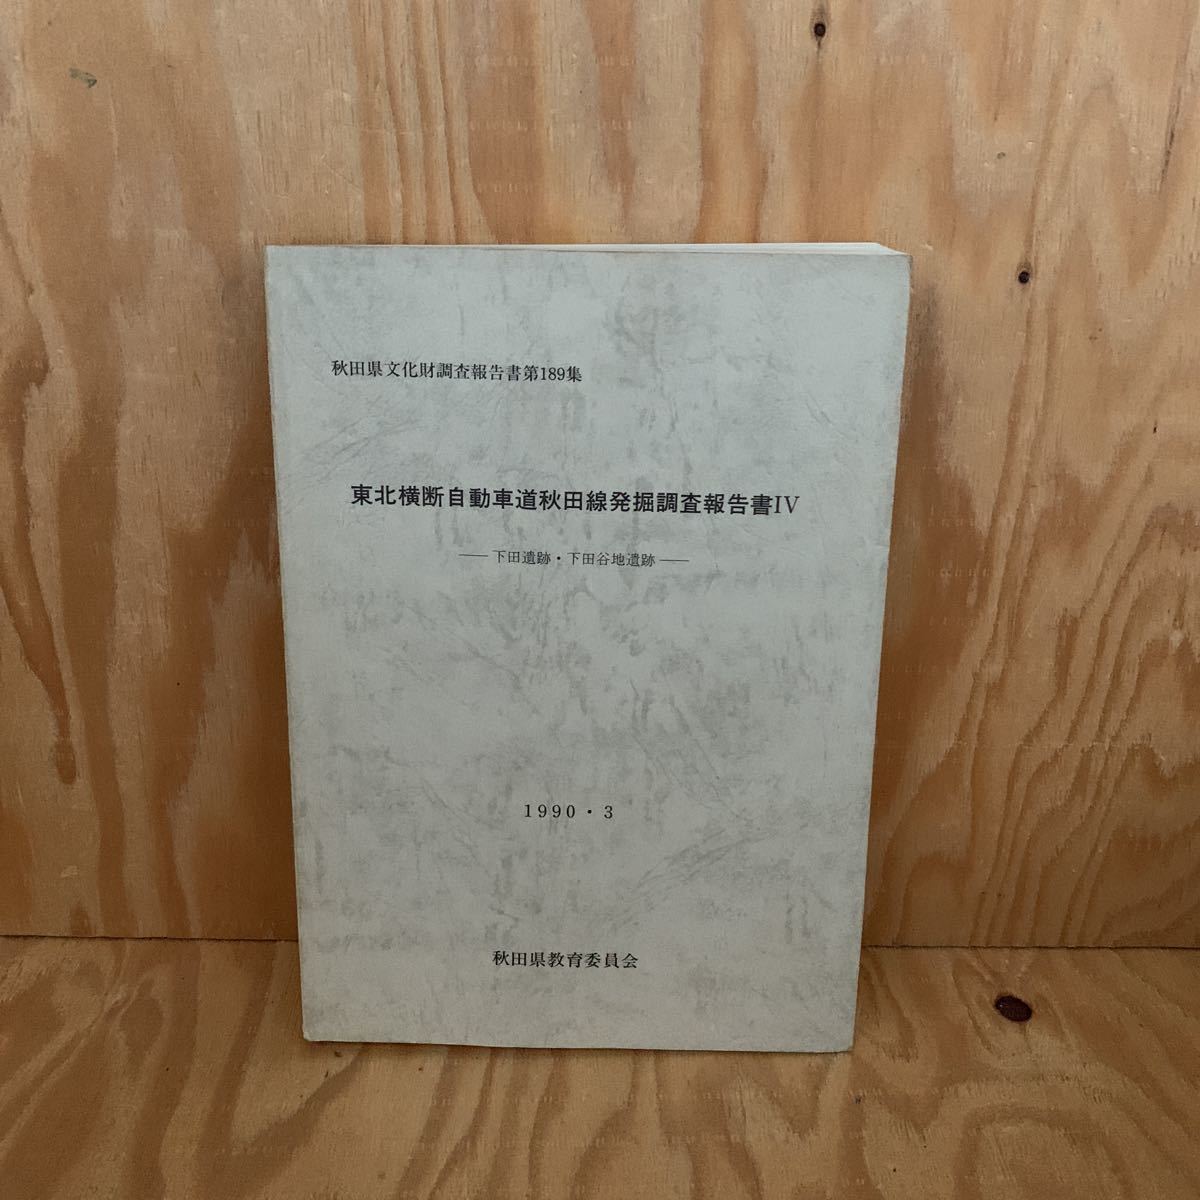 秋田県文化財調査報告書第189集
東北横断自動車道秋田線発掘調査報告書IV
── 下田遺跡・下田谷地遺跡 ──
1990・3
秋田県教育委員会